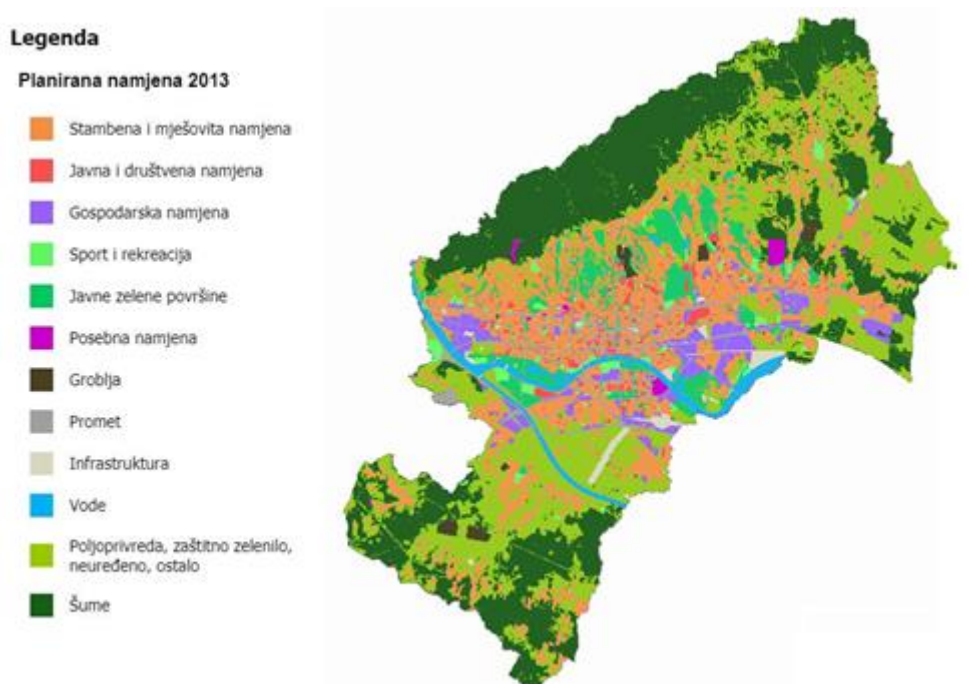 Legenda
Planirana namjena 2013
Stambena i mješovita namjena
Javna i društvena namjena
Gospodarska namjena
Sport i rekreacija
Javne zelene površine
Posebna namjena
Groblja
Promet
Infrastruktura
Vode
Poljoprivreda, zaštitno zelenilo,
neuređeno, ostalo
Šume